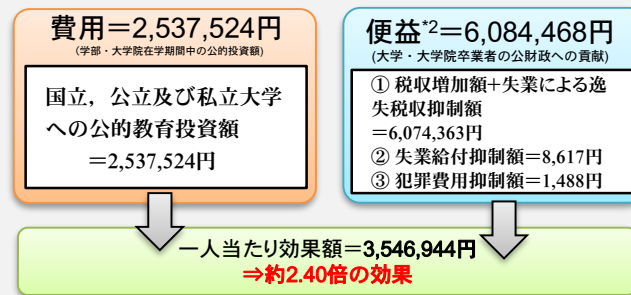 費用＝2,537,524円
(学部・大学院在学期間中の公的投資額)
国立，公立及び私立大学
への公的教育投資額
＝2,537,524円
便益*2＝6,084,468円
(大学・大学院卒業者の公財政への貢献)
① 税収増加額+失業による逸
失税収抑制額
＝6,074,363円
② 失業給付抑制額＝8,617円
③ 犯罪費用抑制額＝1,488円
一人当たり効果額＝3,546,944円
⇒約2.40倍の効果